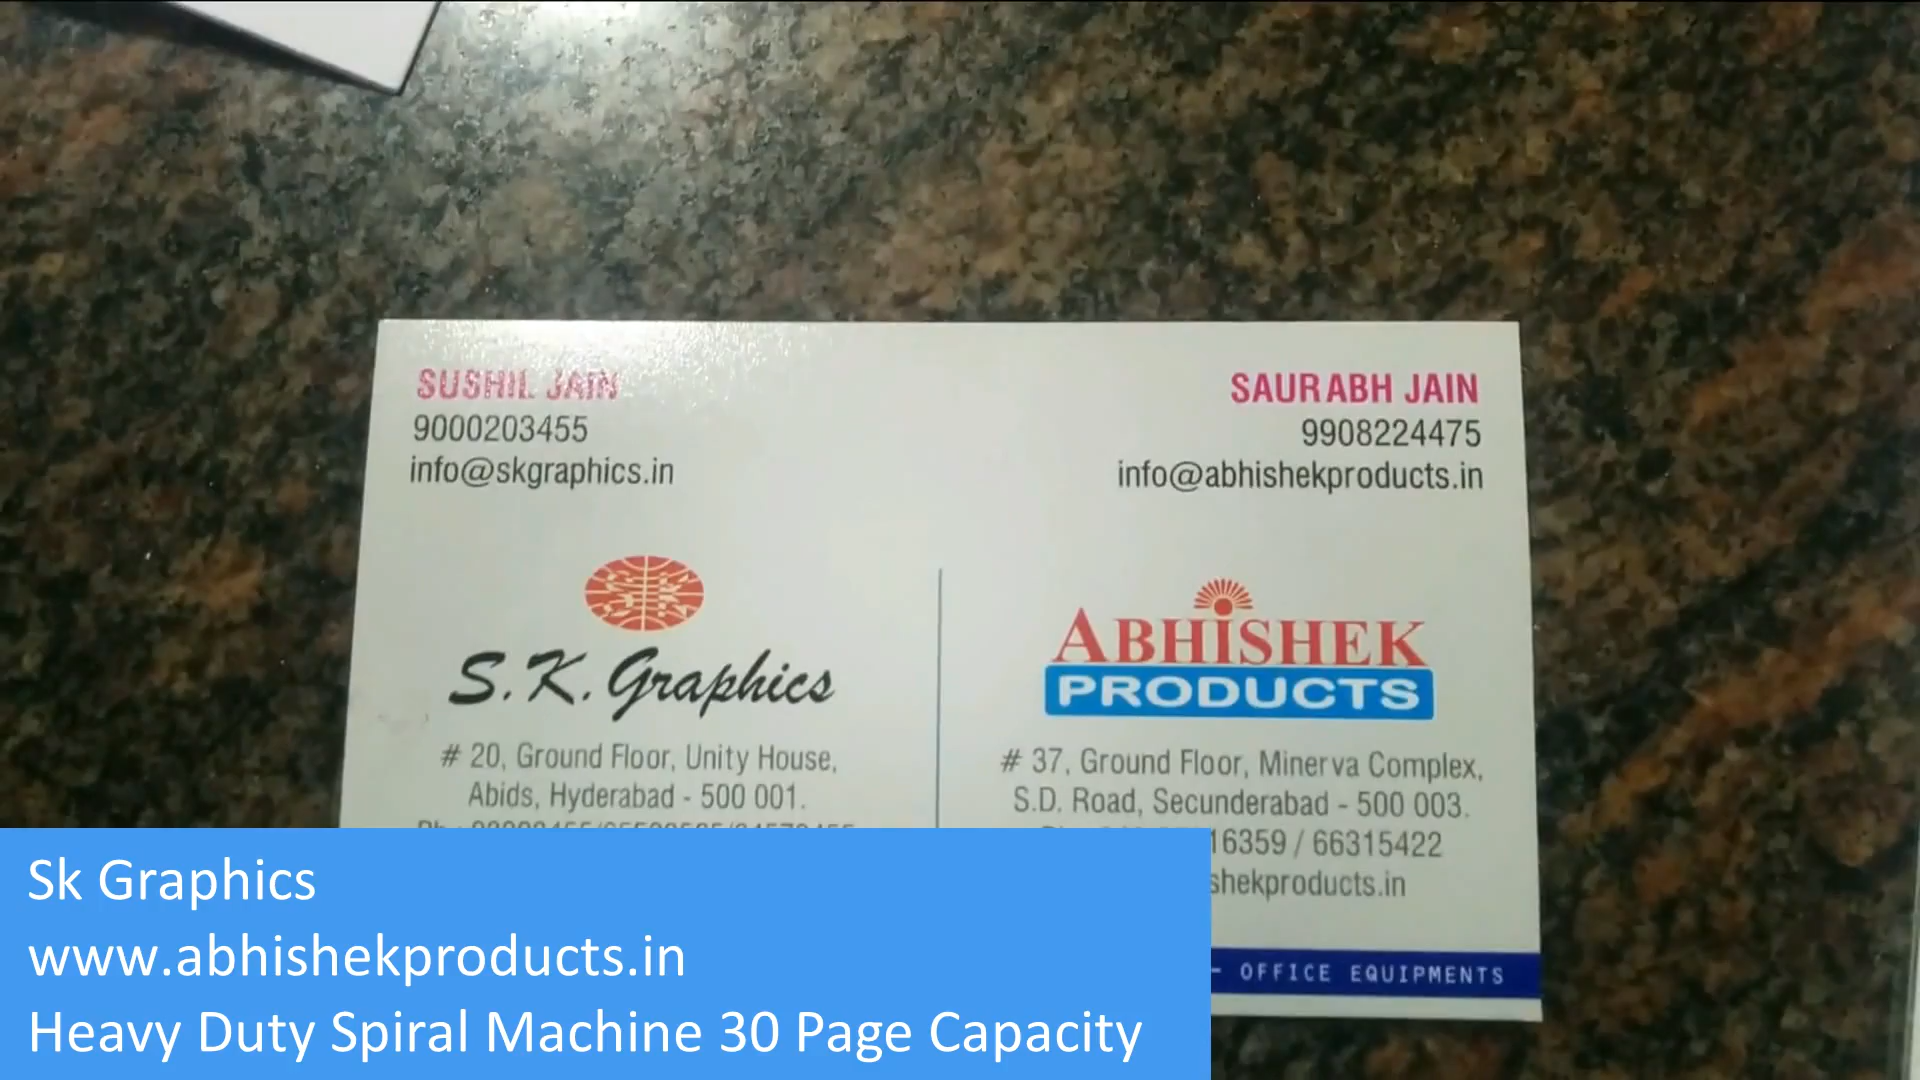 SUSHIL JAIN
9000203455
info@skgraphics.in
SAURABH JAIN
9908224475
info@abhishekproducts.in
S.K. Graphics
# 20, Ground Floor, Unity House,
Abids, Hyderabad - 500 001.
ABHISHEK
PRODUCTS
# 37, Ground Floor, Minerva Complex,
S.D. Road, Secunderabad - 500 003.
16359 / 66315422
shekproducts.in
- OFFICE EQUIPMENTS
Sk Graphics
www.abhishekproducts.in
Heavy Duty Spiral Machine 30 Page Capacity